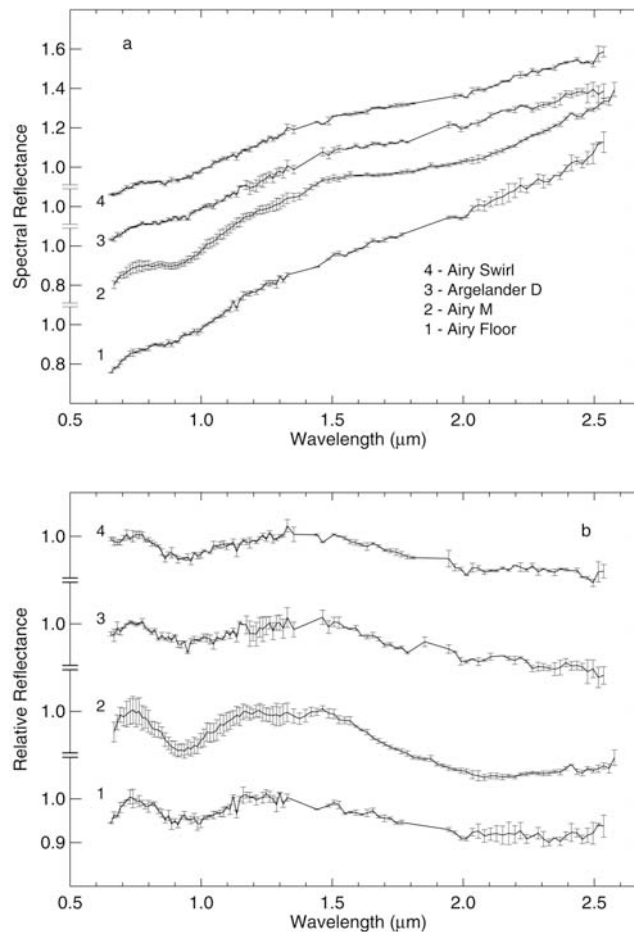 a
1.6
1.4
1.2
1.0
1.0
1.0
0.8
1.0
0.8
4
3
2
1
4 - Airy Swirl
3 - Argelander D
2 - Airy M
1 - Airy Floor
Spectral Reflectance
0.5 1.0 1.5 2.0 2.5
Wavelength (μm)
b
1.0
1.0
1.0
1.0
0.9
4
3
2
1
Relative Reflectance
0.5 1.0 1.5 2.0 2.5
Wavelength (μm)